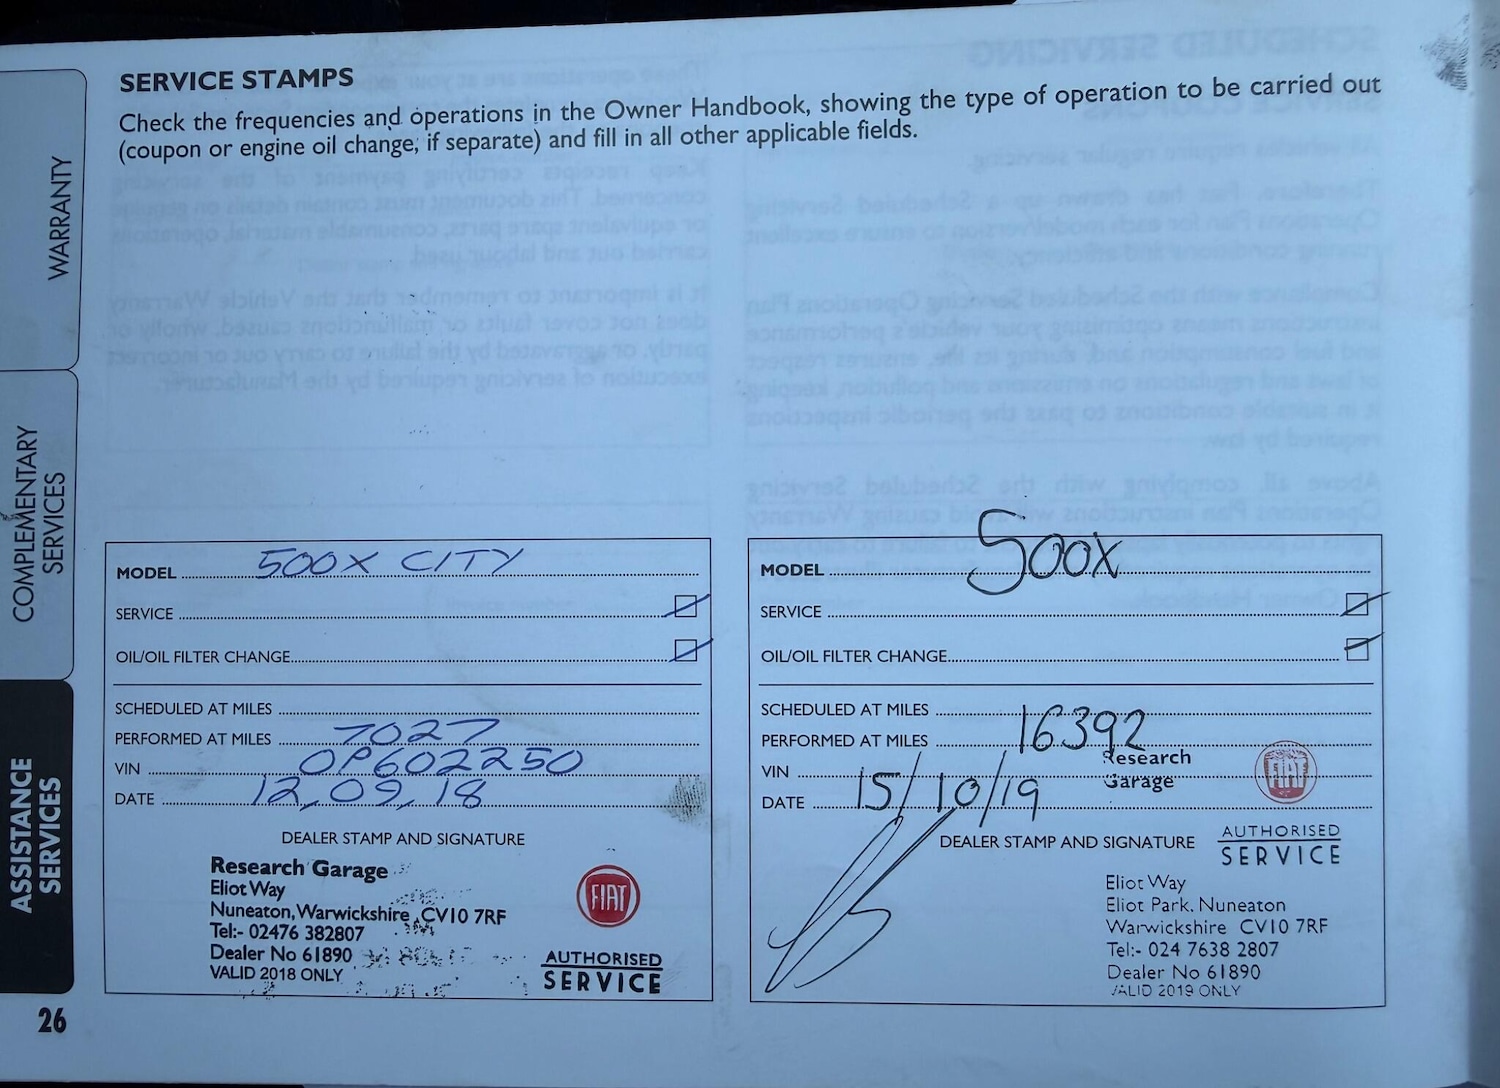 SERVICE STAMPS
Check the frequencies and operations in the Owner Handbook, showing the type of operation to be carried out
(coupon or engine oil change, if separate) and fill in all other applicable fields.
WARRANTY
COMPLEMENTARY
SERVICES
ASSISTANCE
SERVICES
MODEL 500X CITY
SERVICE
OIL/OIL FILTER CHANGE
SCHEDULED AT MILES
PERFORMED AT MILES 7027
VIN 0P602250
DATE 12,09,18
DEALER STAMP AND SIGNATURE
Research Garage
Eliot Way
Nuneaton, Warwickshire, CV10 7RF
Tel:- 02476 382807
Dealer No 61890
VALID 2018 ONLY
FIAT
AUTHORISED
SERVICE
MODEL 500X
SERVICE
OIL/OIL FILTER CHANGE
SCHEDULED AT MILES
PERFORMED AT MILES 16392
VIN
DATE 15/10/19
Research
Garage
FIAT
DEALER STAMP AND SIGNATURE
AUTHORISED
SERVICE
Eliot Way
Eliot Park, Nuneaton
Warwickshire CV10 7RF
Tel:- 024 7638 2807
Dealer No 61890
VALID 2019 ONLY
26